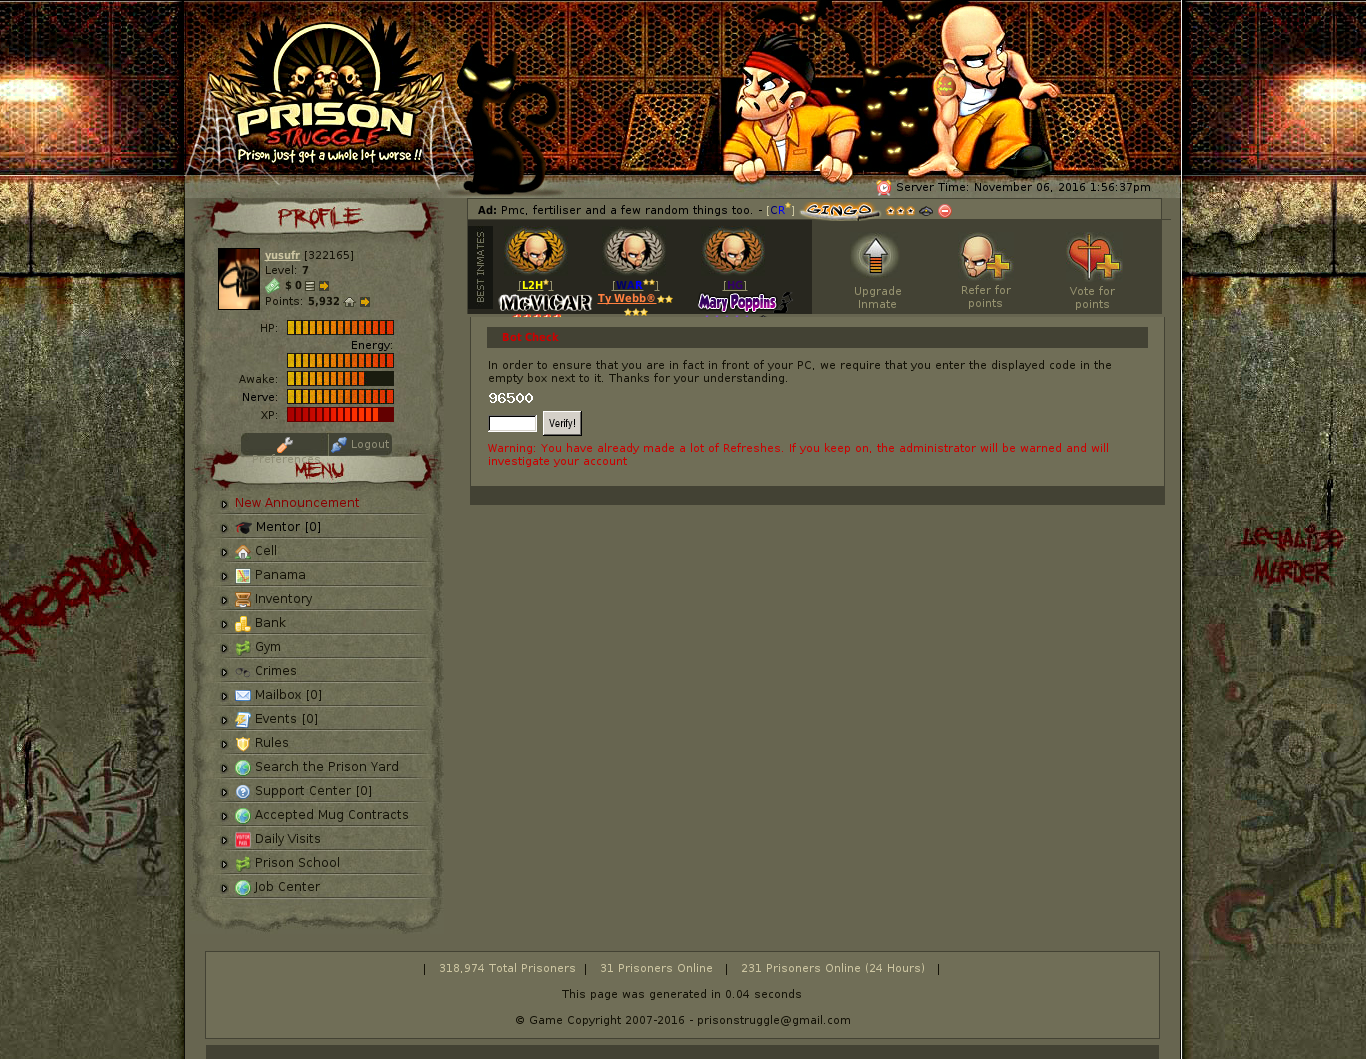 PRISON
STRUGGLE
Prison just got a whole lot worse !!
Server Time: November 06, 2016 1:56:37pm
PROFILE
yusufr [322165]
Level: 7
$ 0
Points: 5,932
HP:
Energy:
Awake:
Nerve:
XP:
Preferences
Logout
MENU
New Announcement
Mentor [0]
Cell
Panama
Inventory
Bank
Gym
Crimes
Mailbox [0]
Events [0]
Rules
Search the Prison Yard
Support Center [0]
Accepted Mug Contracts
Daily Visits
Prison School
Job Center
Ad: Pmc, fertiliser and a few random things too. - [CR*] GINGO
BEST INMATES
[L2H*]
McVICAR
[WAR**]
Ty Webb®
[HG]
Mary Poppins
Upgrade
Inmate
Refer for
points
Vote for
points
Bot Check
In order to ensure that you are in fact in front of your PC, we require that you enter the displayed code in the
empty box next to it. Thanks for your understanding.
96500
Verify!
Warning: You have already made a lot of Refreshes. If you keep on, the administrator will be warned and will
investigate your account
FREEDOM
LEGALIZE
MURDER
| 318,974 Total Prisoners | 31 Prisoners Online | 231 Prisoners Online (24 Hours) |
This page was generated in 0.04 seconds
© Game Copyright 2007-2016 - prisonstruggle@gmail.com